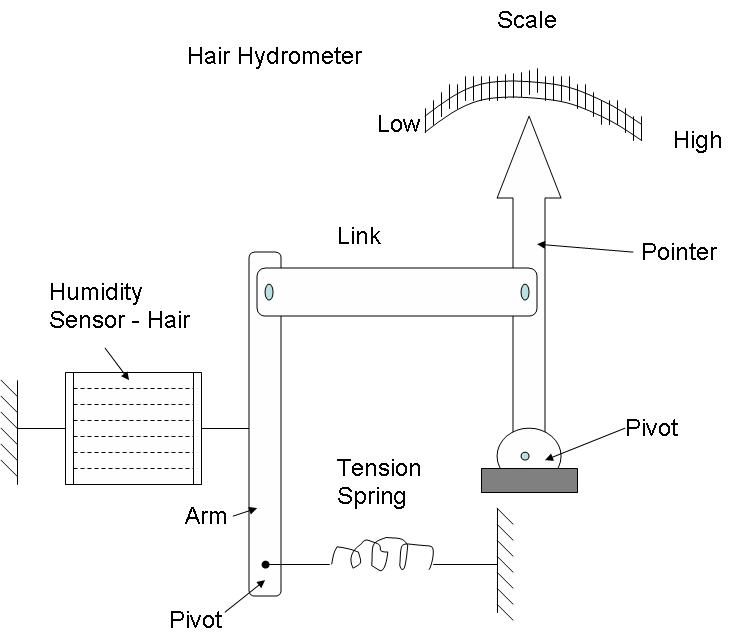 Scale
Hair Hydrometer
Low
High
Link
Pointer
Humidity
Sensor - Hair
Pivot
Tension
Spring
Arm
Pivot